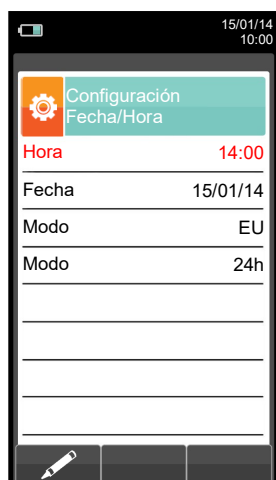 15/01/14
10:00
Configuración
Fecha/Hora
Hora 14:00
Fecha 15/01/14
Modo EU
Modo 24h